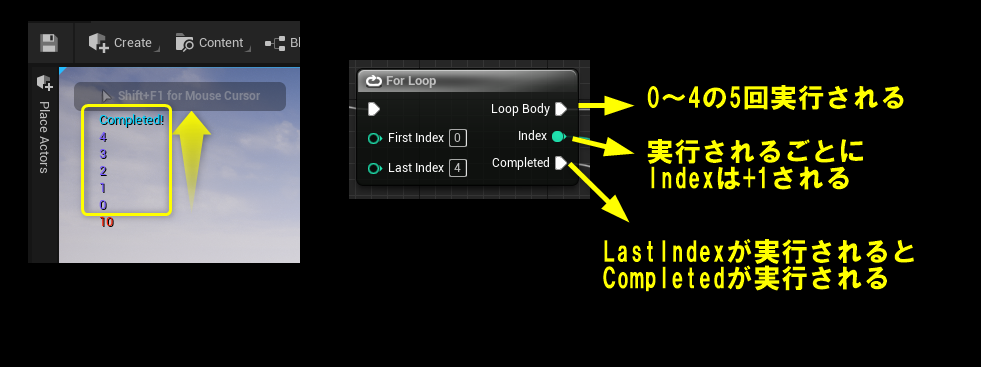 Create
Content
Bl
Place Actors
Shift+F1 for Mouse Cursor
Completed!
4
3
2
1
0
10
For Loop
Loop Body
First Index 0
Index
Last Index 4
Completed
0～4の5回実行される
実行されるごとに
Indexは+1される
LastIndexが実行されると
Completedが実行される